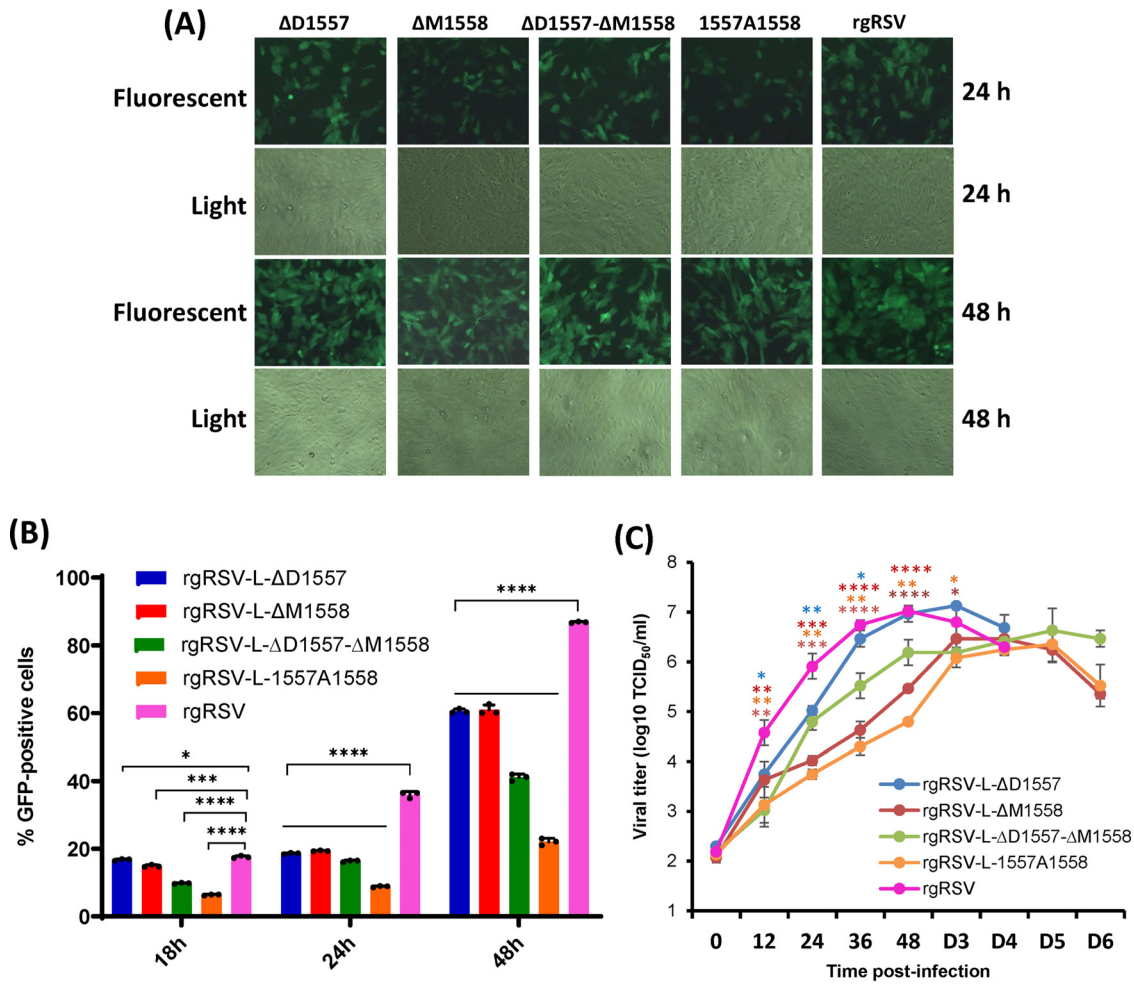 (A)
ΔD1557 ΔM1558 ΔD1557-ΔM1558 1557A1558 rgRSV
Fluorescent 24 h
Light 24 h
Fluorescent 48 h
Light 48 h
(B)
% GFP-positive cells
100
80
60
40
20
0
rgRSV-L-ΔD1557
rgRSV-L-ΔM1558
rgRSV-L-ΔD1557-ΔM1558
rgRSV-L-1557A1558
rgRSV
*
***
****
****
****
****
18h 24h 48h
(C)
Viral titer (log10 TCID50/ml)
8
7
6
5
4
3
2
1
*
**
**
**
**
***
**
***
*
****
**
****
****
**
****
*
*
rgRSV-L-ΔD1557
rgRSV-L-ΔM1558
rgRSV-L-ΔD1557-ΔM1558
rgRSV-L-1557A1558
rgRSV
0 12 24 36 48 D3 D4 D5 D6
Time post-infection